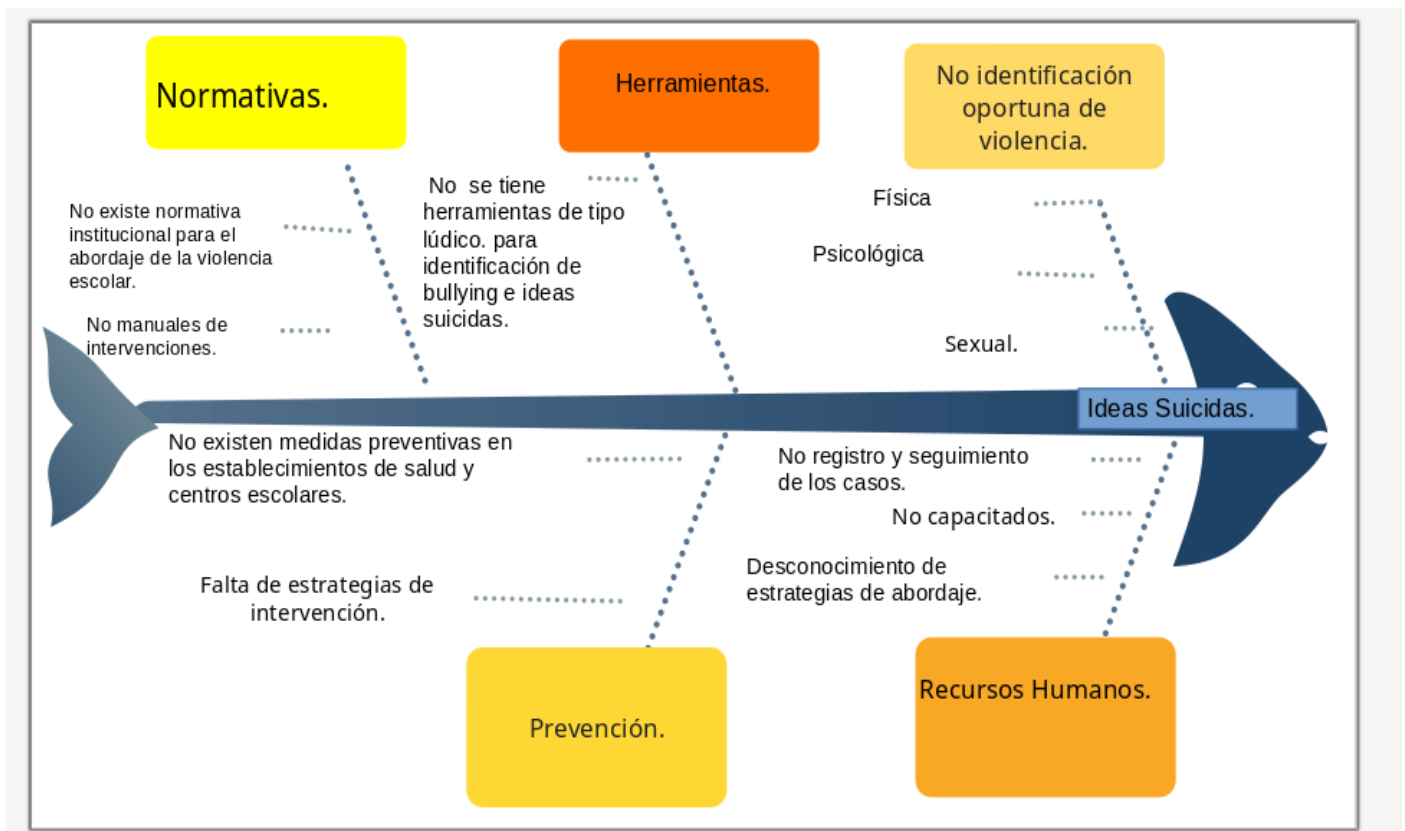 Normativas.
Herramientas.
No identificación
oportuna de
violencia.
No existe normativa
institucional para el
abordaje de la violencia
escolar.
No manuales de
intervenciones.
No  se tiene
herramientas de tipo
lúdico. para
identificación de
bullying e ideas
suicidas.
Física
Psicológica
Sexual.
Ideas Suicidas.
No existen medidas preventivas en
los establecimientos de salud y
centros escolares.
Falta de estrategias de
intervención.
No registro y seguimiento
de los casos.
No capacitados.
Desconocimiento de
estrategias de abordaje.
Prevención.
Recursos Humanos.